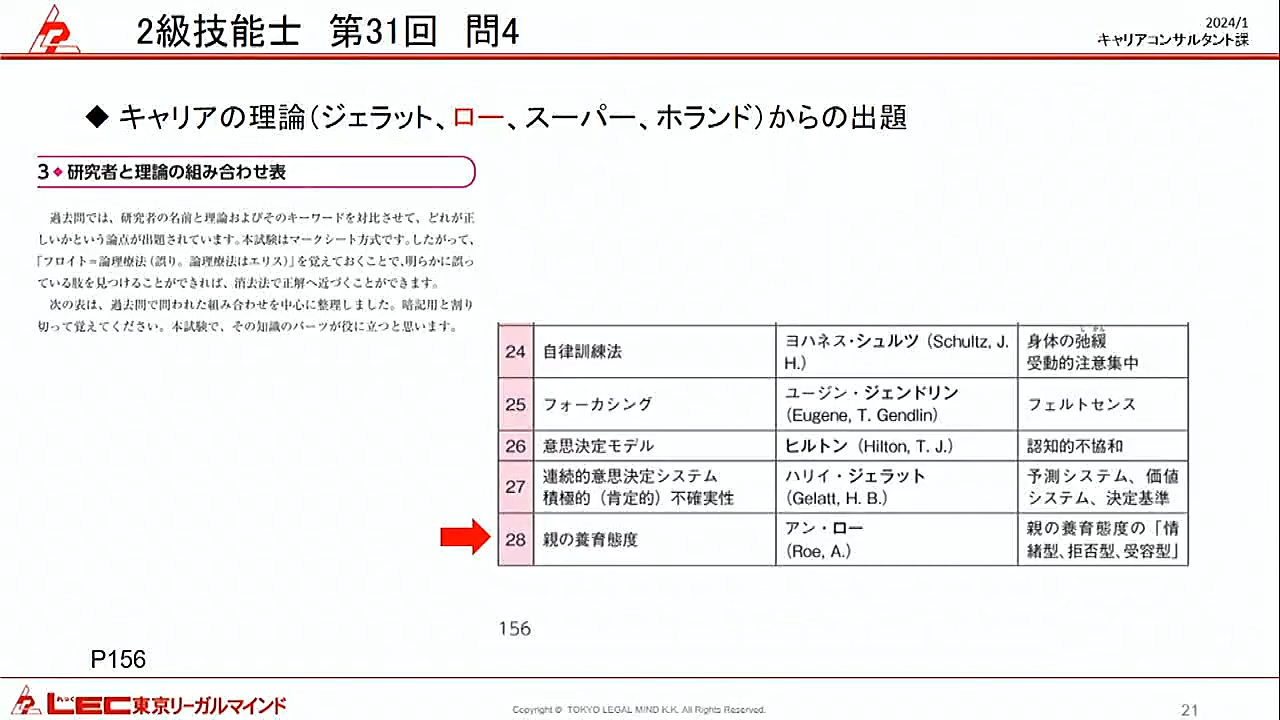 2級技能士 第31回 問4
2024/1
キャリアコンサルタント課
◆ キャリアの理論(ジェラット、ロー、スーパー、ホランド)からの出題
3◆研究者と理論の組み合わせ表
過去問では、研究者の名前と理論およびそのキーワードを対比させて、どれが正
しいかという論点が出題されています。本試験はマークシート方式です。したがって、
「フロイト=論理療法(誤り。論理療法はエリス)」を覚えておくことで、明らかに誤っ
ている肢を見つけることができれば、消去法で正解へ近づくことができます。
次の表は、過去問で問われた組み合わせを中心に整理しました。暗記用と割り
切って覚えてください。本試験で、その知識のパーツが役に立つと思います。
24 自律訓練法 ヨハネス・シュルツ(Schultz, J. H.) 身体の弛緩 しかん 受動的注意集中
25 フォーカシング ユージン・ジェンドリン (Eugene, T. Gendlin) フェルトセンス
26 意思決定モデル ヒルトン(Hilton, T. J.) 認知的不協和
27 連続的意思決定システム 積極的(肯定的)不確実性 ハリイ・ジェラット (Gelatt, H. B.) 予測システム、価値システム、決定基準
28 親の養育態度 アン・ロー (Roe, A.) 親の養育態度の「情緒型、拒否型、受容型」
156
P156
れっく
LEC東京リーガルマインド
Copyright © TOKYO LEGAL MIND K.K. All Rights Reserved.
21